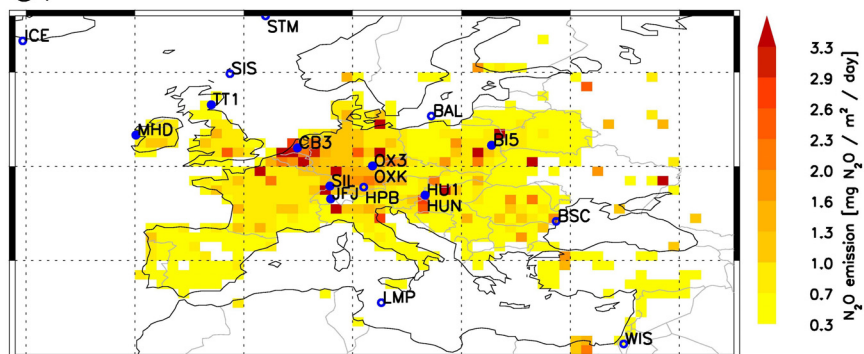 ICE
STM
SIS
TT1
BAL
MHD
CB3
BI5
OX3
OXK
SIL
HPB
JFJ
HU1
HUN
BSC
LMP
WIS
3.3
2.9
2.6
2.3
2.0
1.6
1.3
1.0
0.7
0.3
N₂O emission [mg N₂O / m² / day]